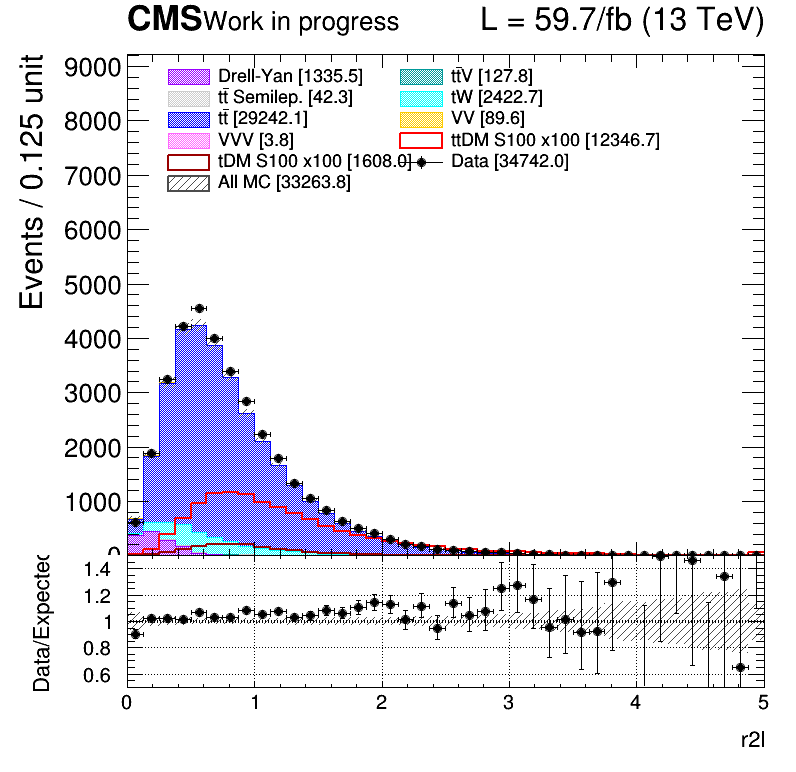 CMS Work in progress L = 59.7/fb (13 TeV)
Events / 0.125 unit
9000
8000
7000
6000
5000
4000
3000
2000
1000
0
Drell-Yan [1335.5]
tt̄V [127.8]
tt̄ Semilep. [42.3]
tW [2422.7]
tt̄ [29242.1]
VV [89.6]
VVV [3.8]
ttDM S100 x100 [12346.7]
tDM S100 x100 [1608.0]
Data [34742.0]
All MC [33263.8]
Data/Expected
1.4
1.2
1
0.8
0.6
0 1 2 3 4 5
r2l